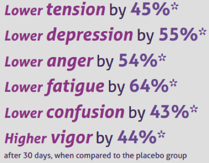 Lower tension by 45%*
Lower depression by 55%*
Lower anger by 54%*
Lower fatigue by 64%*
Lower confusion by 43%*
Higher vigor by 44%*
after 30 days, when compared to the placebo group